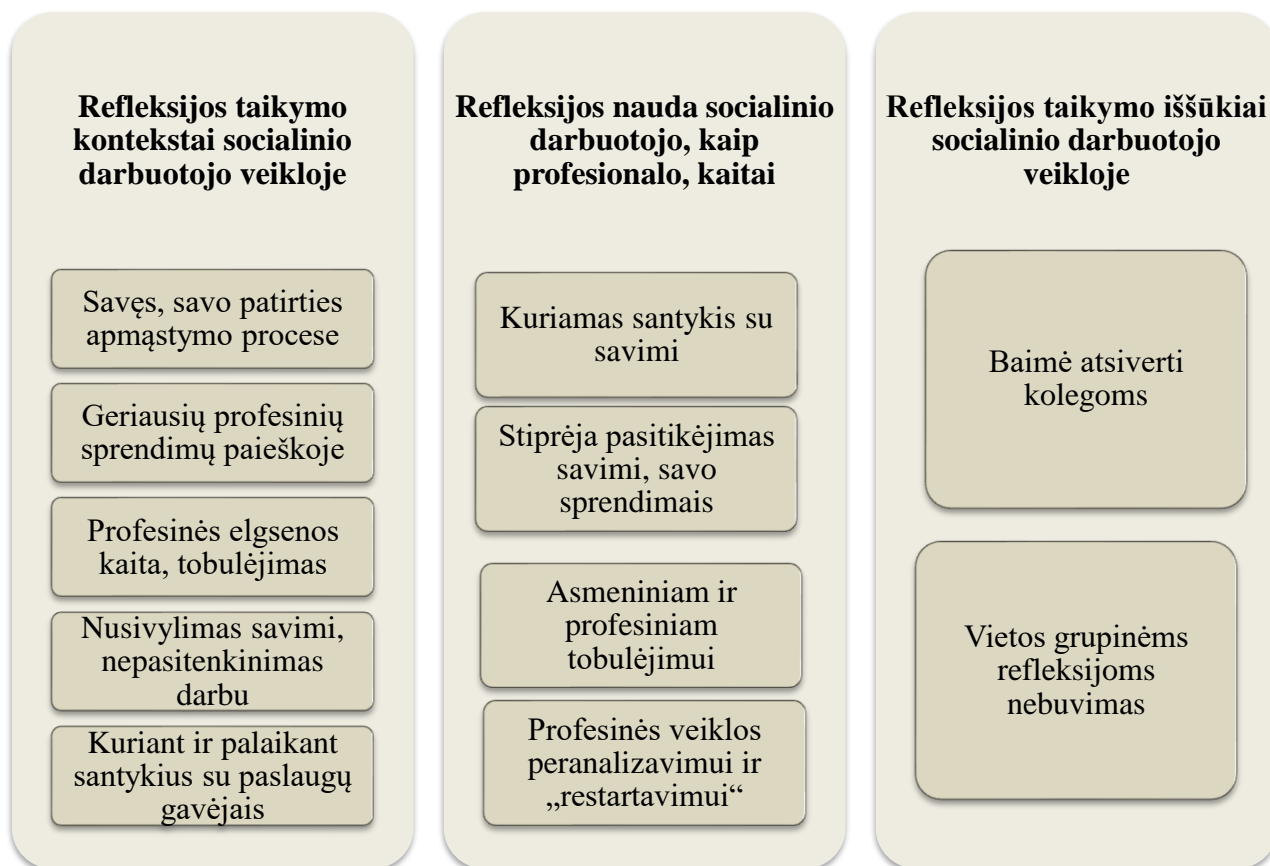 Refleksijos taikymo
kontekstai socialinio
darbuotojo veikloje
Savęs, savo patirties
apmąstymo procese
Geriausių profesinių
sprendimų paieškoje
Profesinės elgsenos
kaita, tobulėjimas
Nusivylimas savimi,
nepasitenkinimas
darbu
Kuriant ir palaikant
santykius su paslaugų
gavėjais
Refleksijos nauda socialinio
darbuotojo, kaip
profesionalo, kaitai
Kuriamas santykis su
savimi
Stiprėja pasitikėjimas
savimi, savo
sprendimais
Asmeniniam ir
profesiniam
tobulėjimui
Profesinės veiklos
peranalizavimui ir
„restartavimui“
Refleksijos taikymo iššūkiai
socialinio darbuotojo
veikloje
Baimė atsiverti
kolegoms
Vietos grupinėms
refleksijoms
nebuvimas